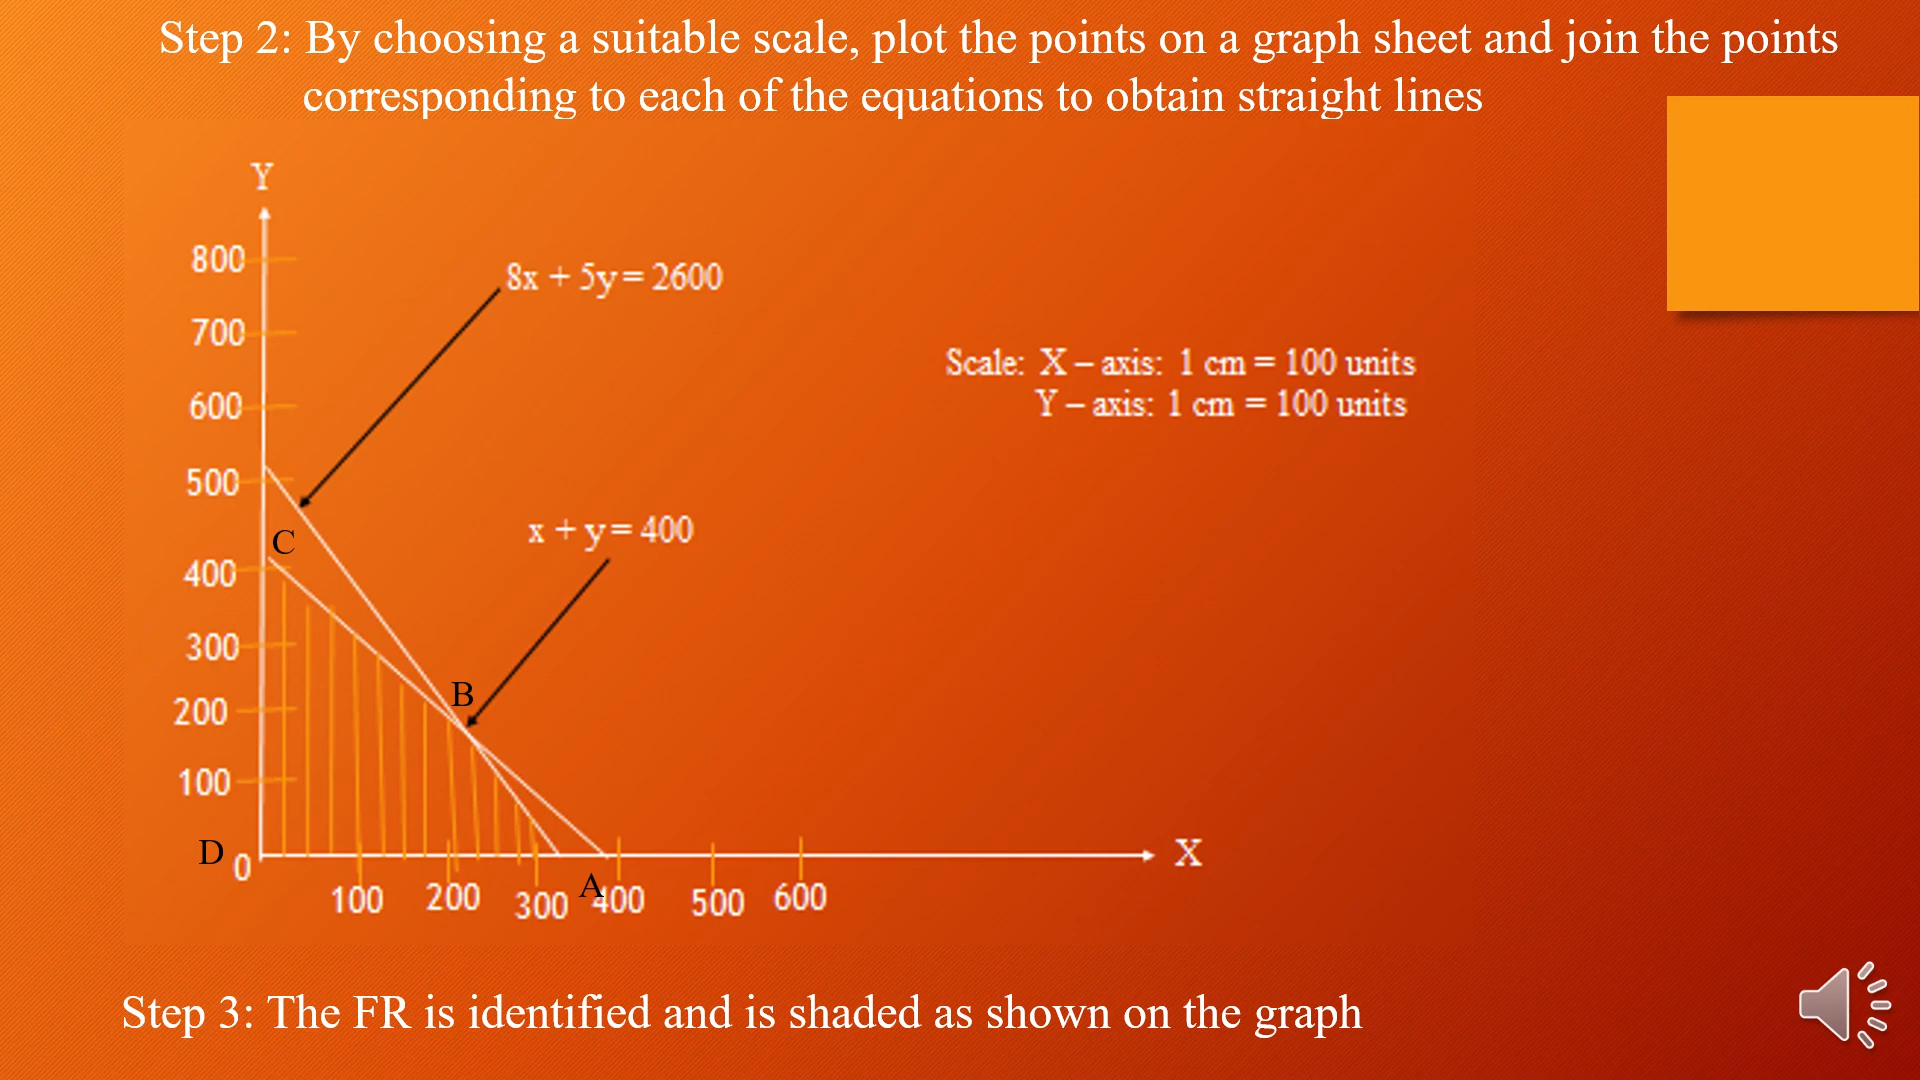 Step 2: By choosing a suitable scale, plot the points on a graph sheet and join the points
corresponding to each of the equations to obtain straight lines
Y
800
8x + 5y = 2600
700
Scale: X – axis: 1 cm = 100 units
Y – axis: 1 cm = 100 units
600
500
x + y = 400
C
400
300
B
200
100
D
0
X
A
100
200
300
400
500
600
Step 3: The FR is identified and is shaded as shown on the graph